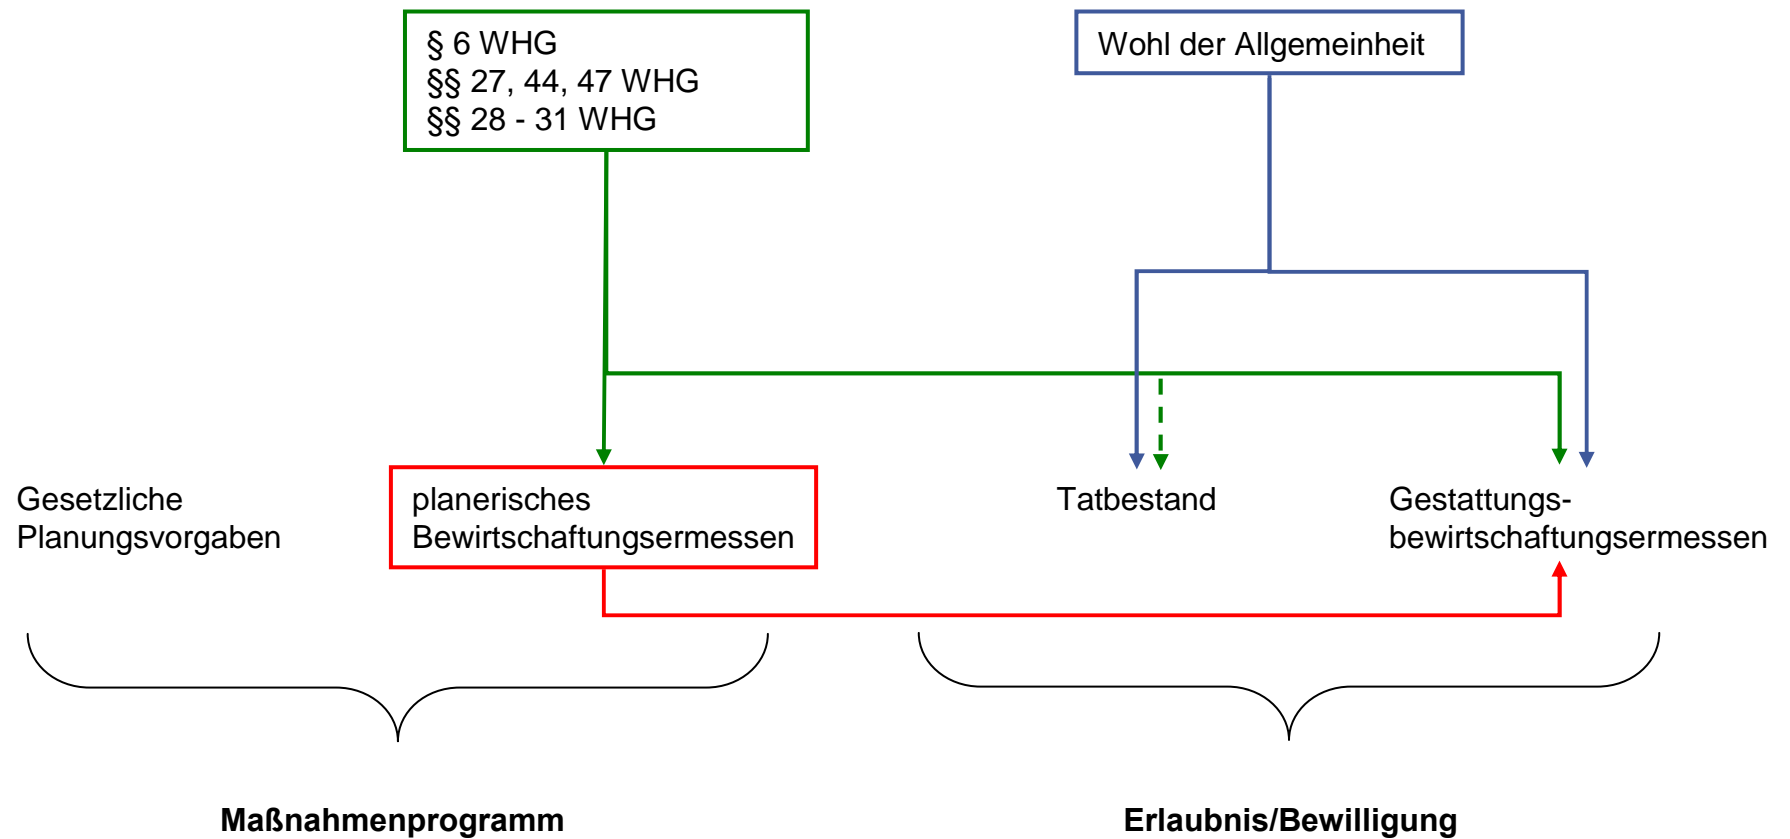 § 6 WHG
§§ 27, 44, 47 WHG
§§ 28 - 31 WHG
Wohl der Allgemeinheit
Gesetzliche
Planungsvorgaben
planerisches
Bewirtschaftungsermessen
Tatbestand
Gestattungs-
bewirtschaftungsermessen
Maßnahmenprogramm
Erlaubnis/Bewilligung